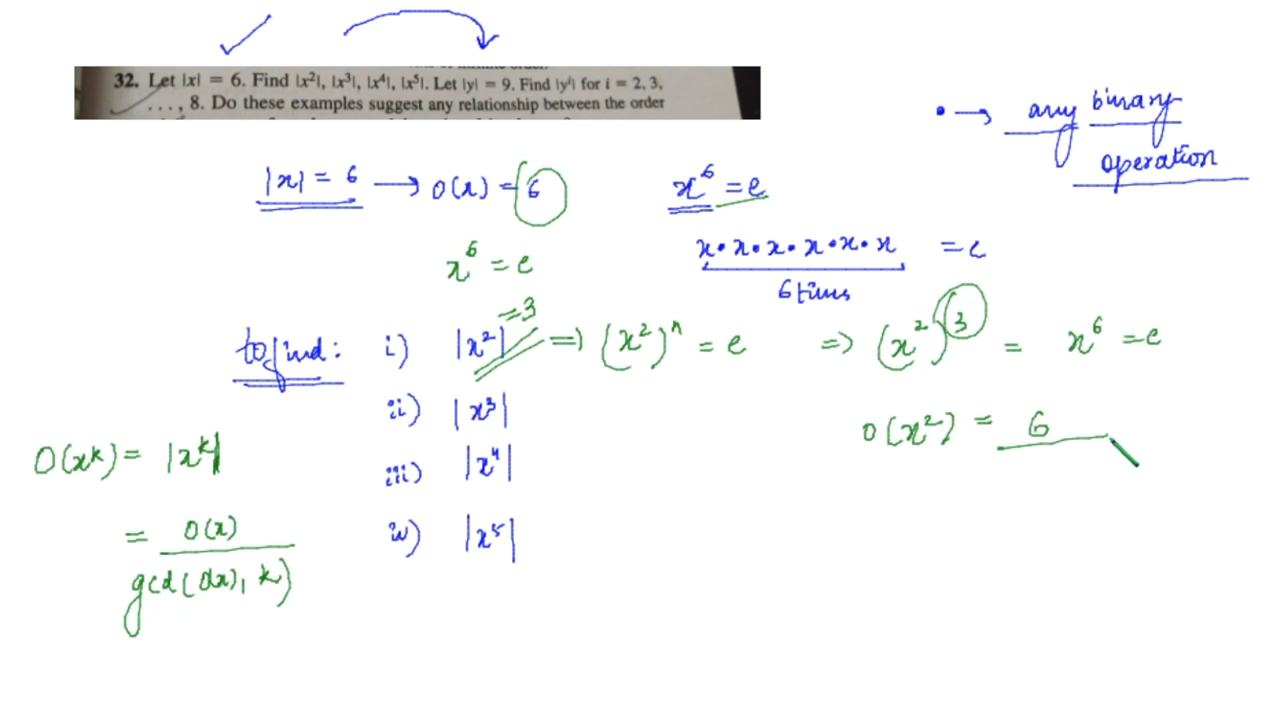 32. Let |x| = 6. Find |x²|, |x³|, |x⁴|, |x⁵|. Let |y| = 9. Find |yⁱ| for i = 2, 3,
..., 8. Do these examples suggest any relationship between the order
• → any binary
operation
|x| = 6 → O(x) = 6
x⁶ = e
x⁶ = e
x•x•x•x•x•x = e
6 times
to find: i) |x²| = 3 => (x²)ⁿ = e => (x²)³ = x⁶ = e
ii) |x³|
O(x²) = 6
O(xᵏ) = |xᵏ|
iii) |x⁴|
= O(x)
gcd(O(x), k)
iv) |x⁵|